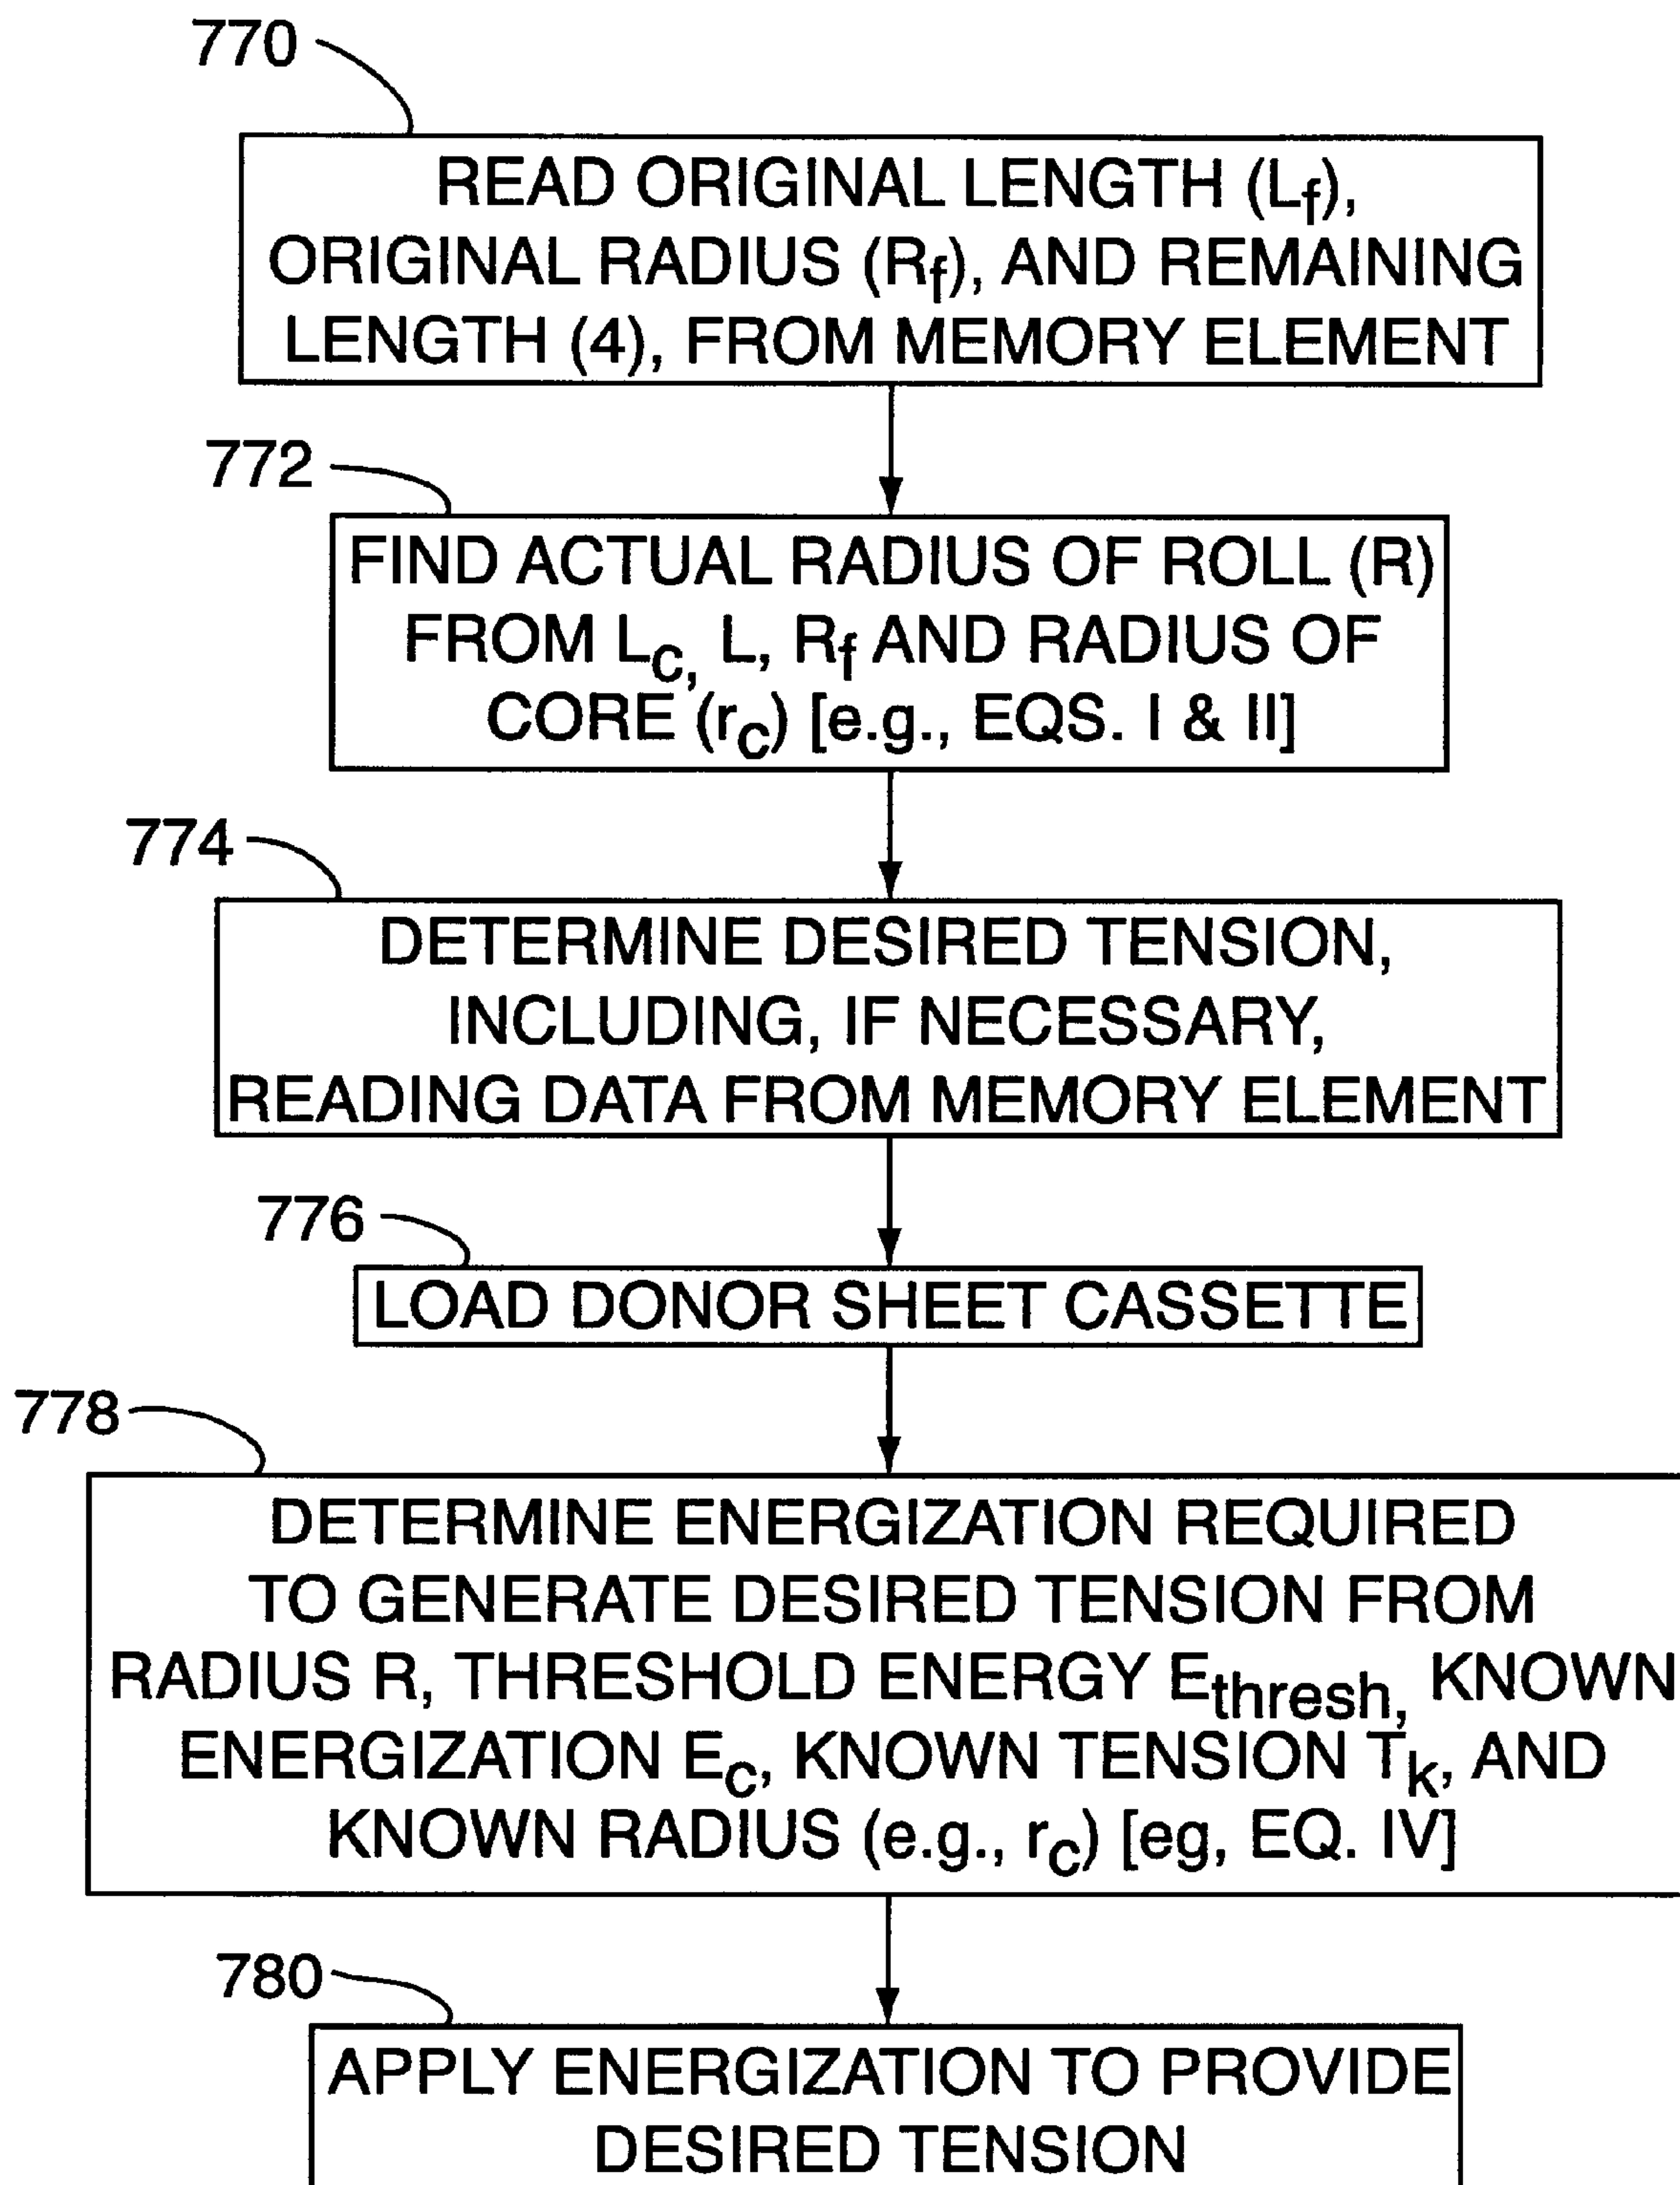 770
READ ORIGINAL LENGTH (Lf),
ORIGINAL RADIUS (Rf), AND REMAINING
LENGTH (4), FROM MEMORY ELEMENT
772
FIND ACTUAL RADIUS OF ROLL (R)
FROM Lc, L, Rf AND RADIUS OF
CORE (rc) [e.g., EQS. I & II]
774
DETERMINE DESIRED TENSION,
INCLUDING, IF NECESSARY,
READING DATA FROM MEMORY ELEMENT
776
LOAD DONOR SHEET CASSETTE
778
DETERMINE ENERGIZATION REQUIRED
TO GENERATE DESIRED TENSION FROM
RADIUS R, THRESHOLD ENERGY Ethresh, KNOWN
ENERGIZATION Ec, KNOWN TENSION Tk, AND
KNOWN RADIUS (e.g., rc) [eg, EQ. IV]
780
APPLY ENERGIZATION TO PROVIDE
DESIRED TENSION